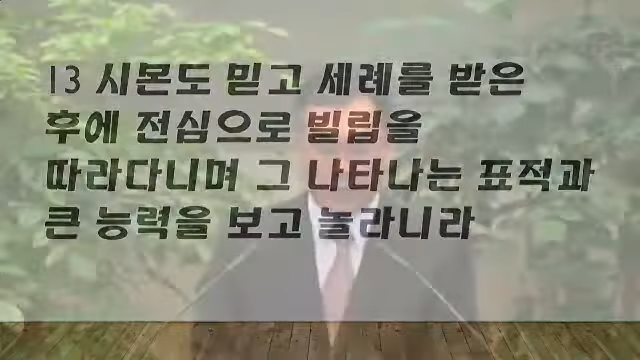 13 시몬도 믿고 세례를 받은
후에 전심으로 빌립을
따라다니며 그 나타나는 표적과
큰 능력을 보고 놀라니라